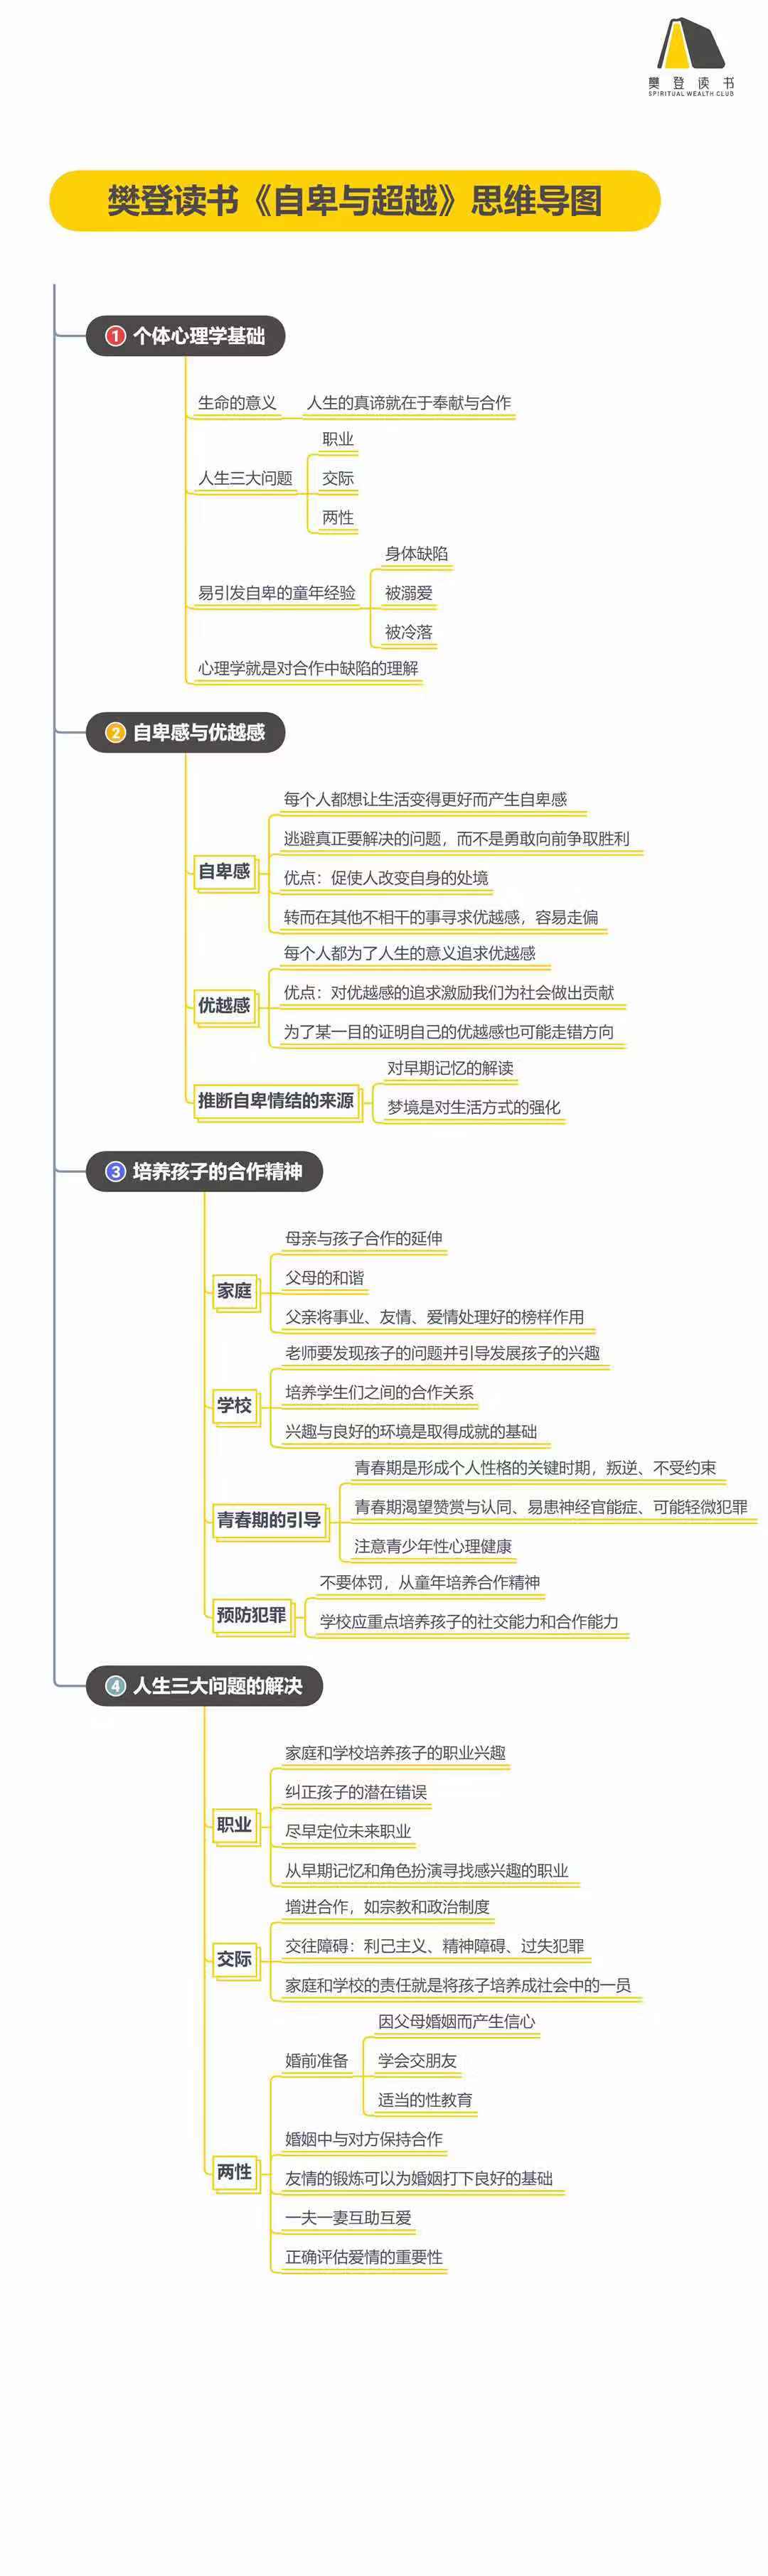 樊登读书
SPIRITUAL WEALTH CLUB
樊登读书《自卑与超越》思维导图
1 个体心理学基础
生命的意义
人生的真谛就在于奉献与合作
人生三大问题
职业
交际
两性
易引发自卑的童年经验
身体缺陷
被溺爱
被冷落
心理学就是对合作中缺陷的理解
2 自卑感与优越感
自卑感
每个人都想让生活变得更好而产生自卑感
逃避真正要解决的问题，而不是勇敢向前争取胜利
优点：促使人改变自身的处境
转而在其他不相干的事寻求优越感，容易走偏
优越感
每个人都为了人生的意义追求优越感
优点：对优越感的追求激励我们为社会做出贡献
为了某一目的证明自己的优越感也可能走错方向
推断自卑情结的来源
对早期记忆的解读
梦境是对生活方式的强化
3 培养孩子的合作精神
家庭
母亲与孩子合作的延伸
父母的和谐
父亲将事业、友情、爱情处理好的榜样作用
学校
老师要发现孩子的问题并引导发展孩子的兴趣
培养学生们之间的合作关系
兴趣与良好的环境是取得成就的基础
青春期的引导
青春期是形成个人性格的关键时期，叛逆、不受约束
青春期渴望赞赏与认同、易患神经官能症、可能轻微犯罪
注意青少年性心理健康
预防犯罪
不要体罚，从童年培养合作精神
学校应重点培养孩子的社交能力和合作能力
4 人生三大问题的解决
职业
家庭和学校培养孩子的职业兴趣
纠正孩子的潜在错误
尽早定位未来职业
从早期记忆和角色扮演寻找感兴趣的职业
交际
增进合作，如宗教和政治制度
交往障碍：利己主义、精神障碍、过失犯罪
家庭和学校的责任就是将孩子培养成社会中的一员
两性
婚前准备
因父母婚姻而产生信心
学会交朋友
适当的性教育
婚姻中与对方保持合作
友情的锻炼可以为婚姻打下良好的基础
一夫一妻互助互爱
正确评估爱情的重要性